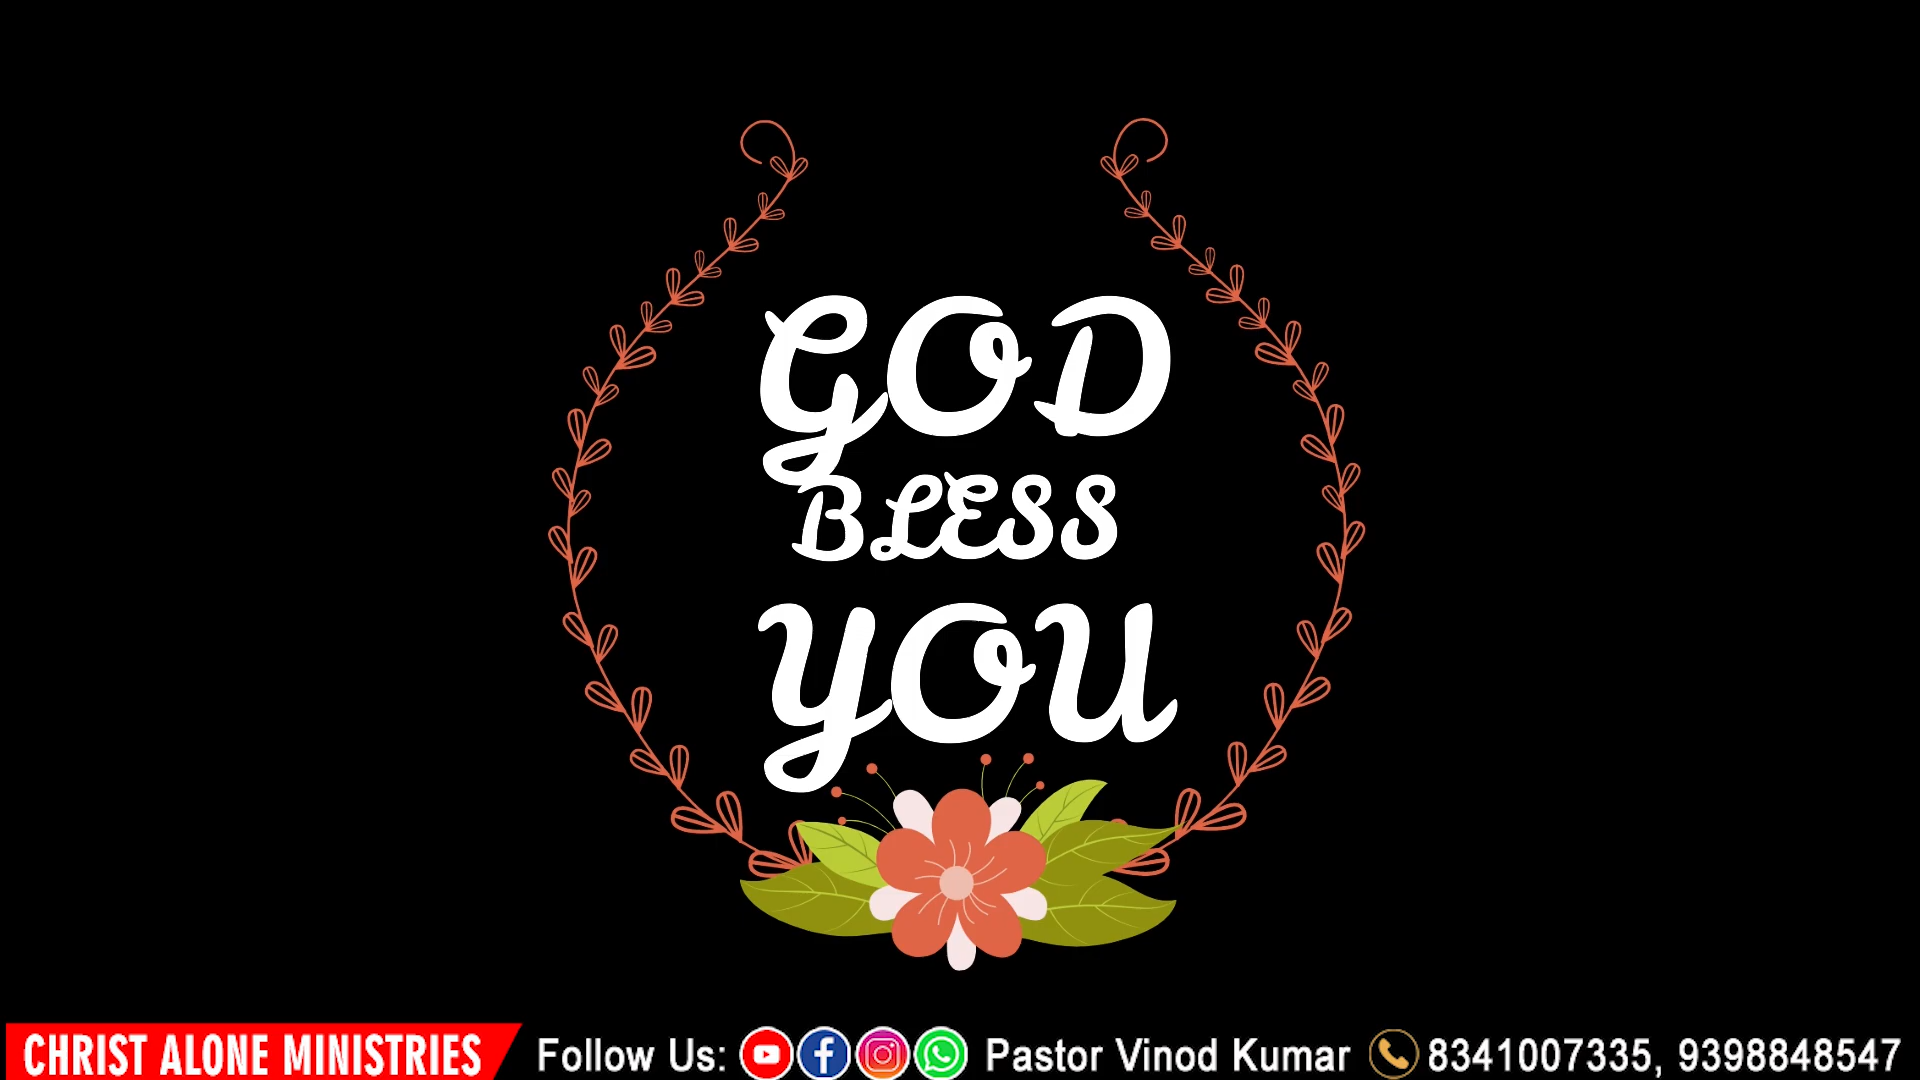 GOD
BLESS
YOU
CHRIST ALONE MINISTRIES Follow Us: Pastor Vinod Kumar 8341007335, 9398848547